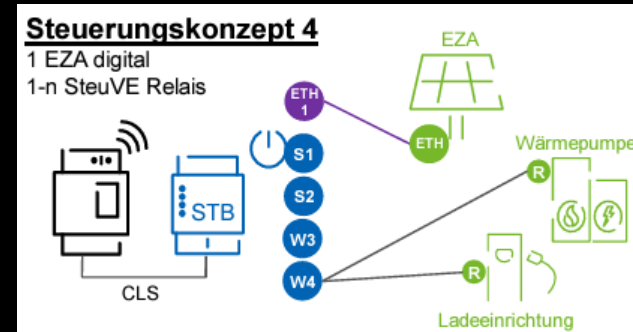 Steuerungskonzept 4
1 EZA digital
1-n SteuVE Relais
EZA
ETH
1
ETH
S1
Wärmepumpe
R
S2
STB
W3
W4
R
CLS
Ladeeinrichtung